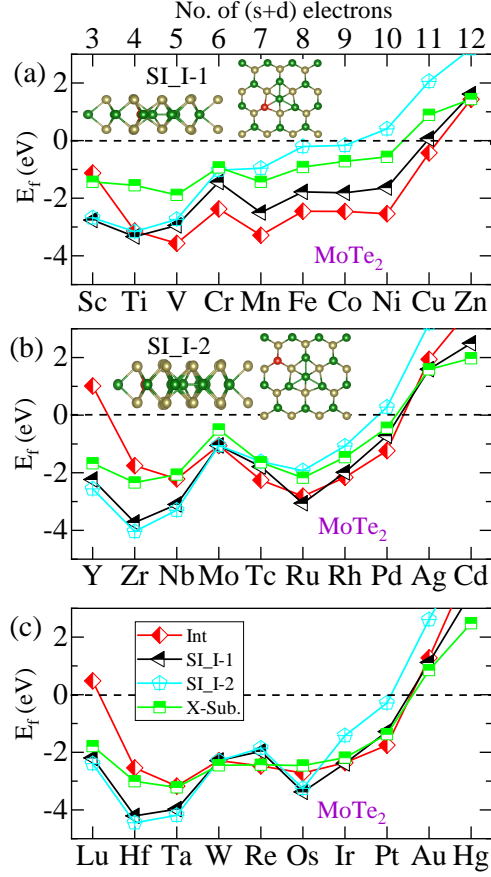 No. of (s+d) electrons
3 4 5 6 7 8 9 10 11 12
(a) SI_I-1
2
0
-2
-4
E_f (eV)
MoTe2
Sc Ti V Cr Mn Fe Co Ni Cu Zn
(b) SI_I-2
2
0
-2
-4
E_f (eV)
MoTe2
Y Zr Nb Mo Tc Ru Rh Pd Ag Cd
(c)
Int
SI_I-1
SI_I-2
X-Sub.
2
0
-2
-4
E_f (eV)
MoTe2
Lu Hf Ta W Re Os Ir Pt Au Hg